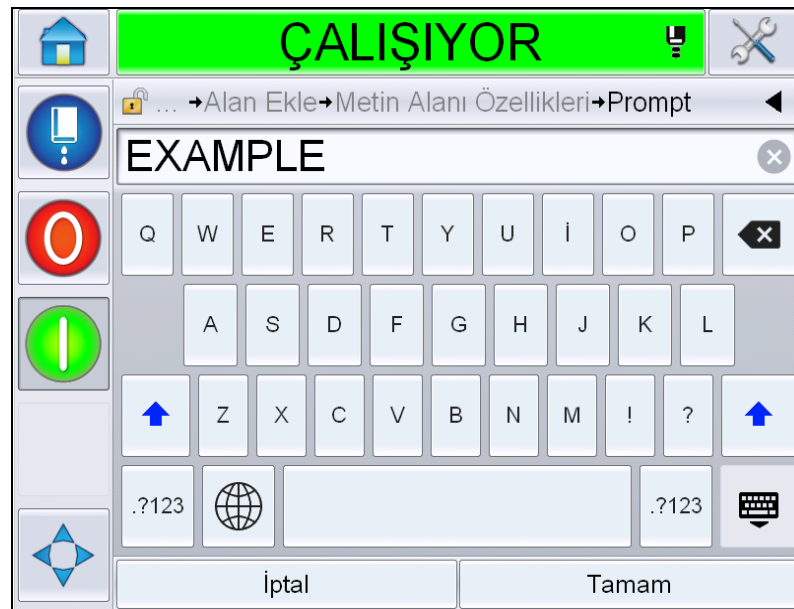 ÇALIŞIYOR
... →Alan Ekle→Metin Alanı Özellikleri→Prompt
EXAMPLE
Q W E R T Y U İ O P
A S D F G H J K L
Z X C V B N M ! ?
.?123 .?123
İptal Tamam